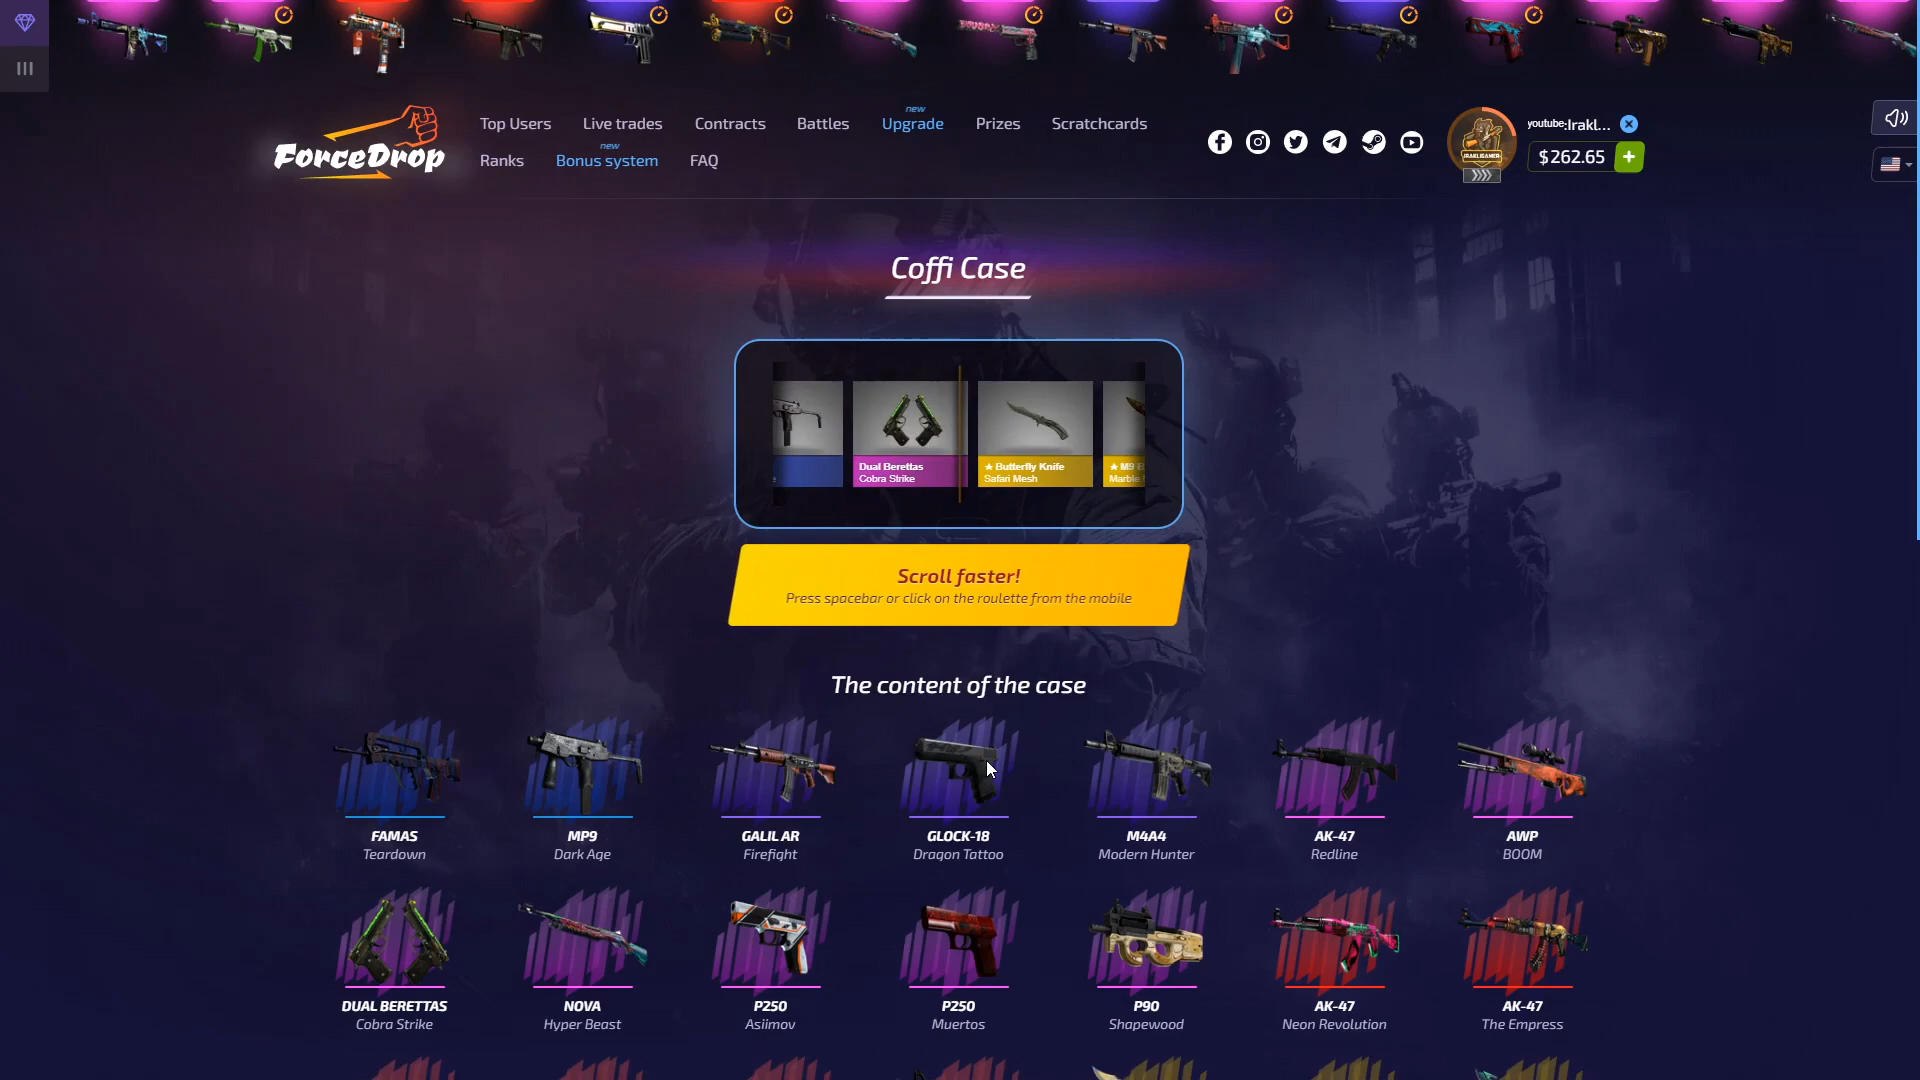 new
Top Users Live trades Contracts Battles Upgrade Prizes Scratchcards
new
Ranks Bonus system FAQ
ForceDrop
youtube:Irakl...
$262.65 +
IRAKLIGAMER
Coffi Case
Dual Berettas
Cobra Strike
★ Butterfly Knife
Safari Mesh
★ M9 B
Marble
Scroll faster!
Press spacebar or click on the roulette from the mobile
The content of the case
FAMAS
Teardown
MP9
Dark Age
GALIL AR
Firefight
GLOCK-18
Dragon Tattoo
M4A4
Modern Hunter
AK-47
Redline
AWP
BOOM
DUAL BERETTAS
Cobra Strike
NOVA
Hyper Beast
P250
Asiimov
P250
Muertos
P90
Shapewood
AK-47
Neon Revolution
AK-47
The Empress